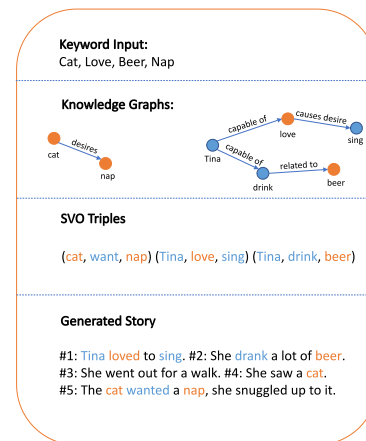 Keyword Input:
Cat, Love, Beer, Nap
Knowledge Graphs:
capable of
love
causes desire
sing
cat
desires
nap
Tina
capable of
drink
related to
beer
SVO Triples
(cat, want, nap) (Tina, love, sing) (Tina, drink, beer)
Generated Story
#1: Tina loved to sing. #2: She drank a lot of beer.
#3: She went out for a walk. #4: She saw a cat.
#5: The cat wanted a nap, she snuggled up to it.